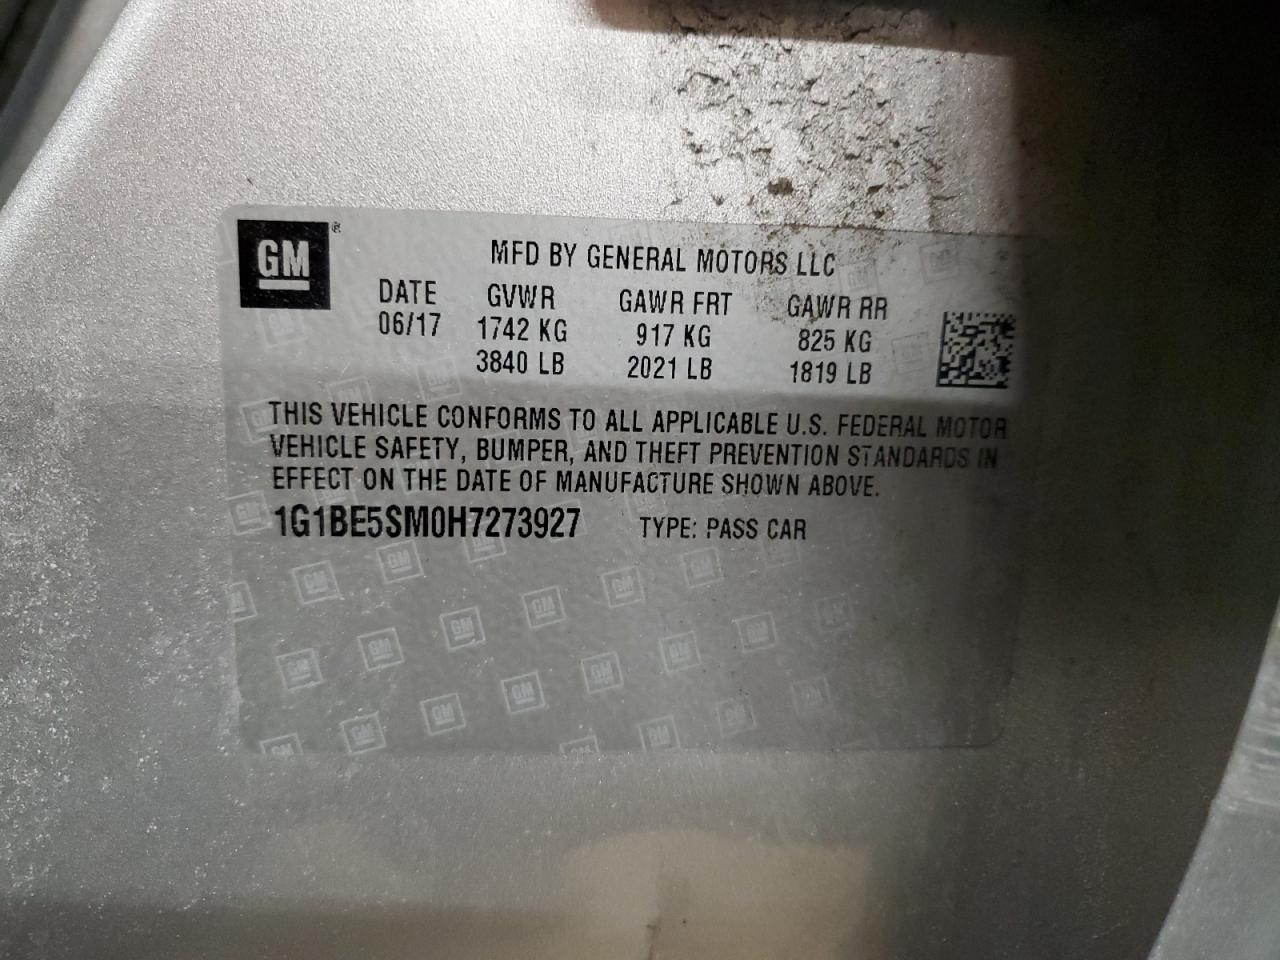 GM ®
MFD BY GENERAL MOTORS LLC
DATE GVWR GAWR FRT GAWR RR
06/17 1742 KG 917 KG 825 KG
3840 LB 2021 LB 1819 LB
THIS VEHICLE CONFORMS TO ALL APPLICABLE U.S. FEDERAL MOTOR
VEHICLE SAFETY, BUMPER, AND THEFT PREVENTION STANDARDS IN
EFFECT ON THE DATE OF MANUFACTURE SHOWN ABOVE.
1G1BE5SM0H7273927 TYPE: PASS CAR